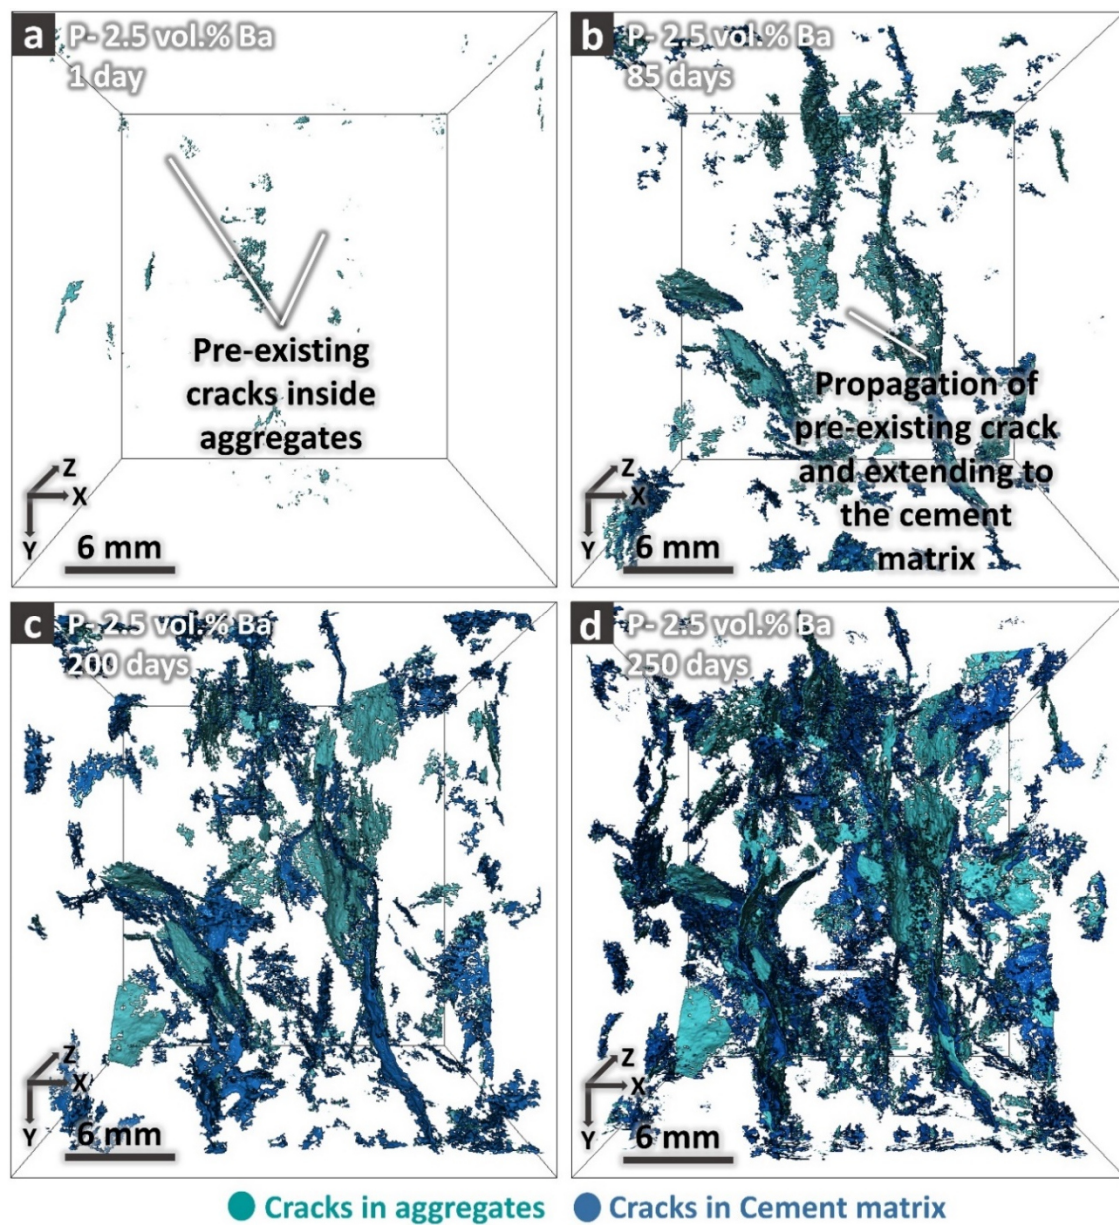 a P- 2.5 vol.% Ba
1 day
Pre-existing
cracks inside
aggregates
Z
X
Y
6 mm
b P- 2.5 vol.% Ba
85 days
Propagation of
pre-existing crack
and extending to
the cement
matrix
Z
X
Y
6 mm
c P- 2.5 vol.% Ba
200 days
Z
X
Y
6 mm
d P- 2.5 vol.% Ba
250 days
Z
X
Y
6 mm
Cracks in aggregates Cracks in Cement matrix